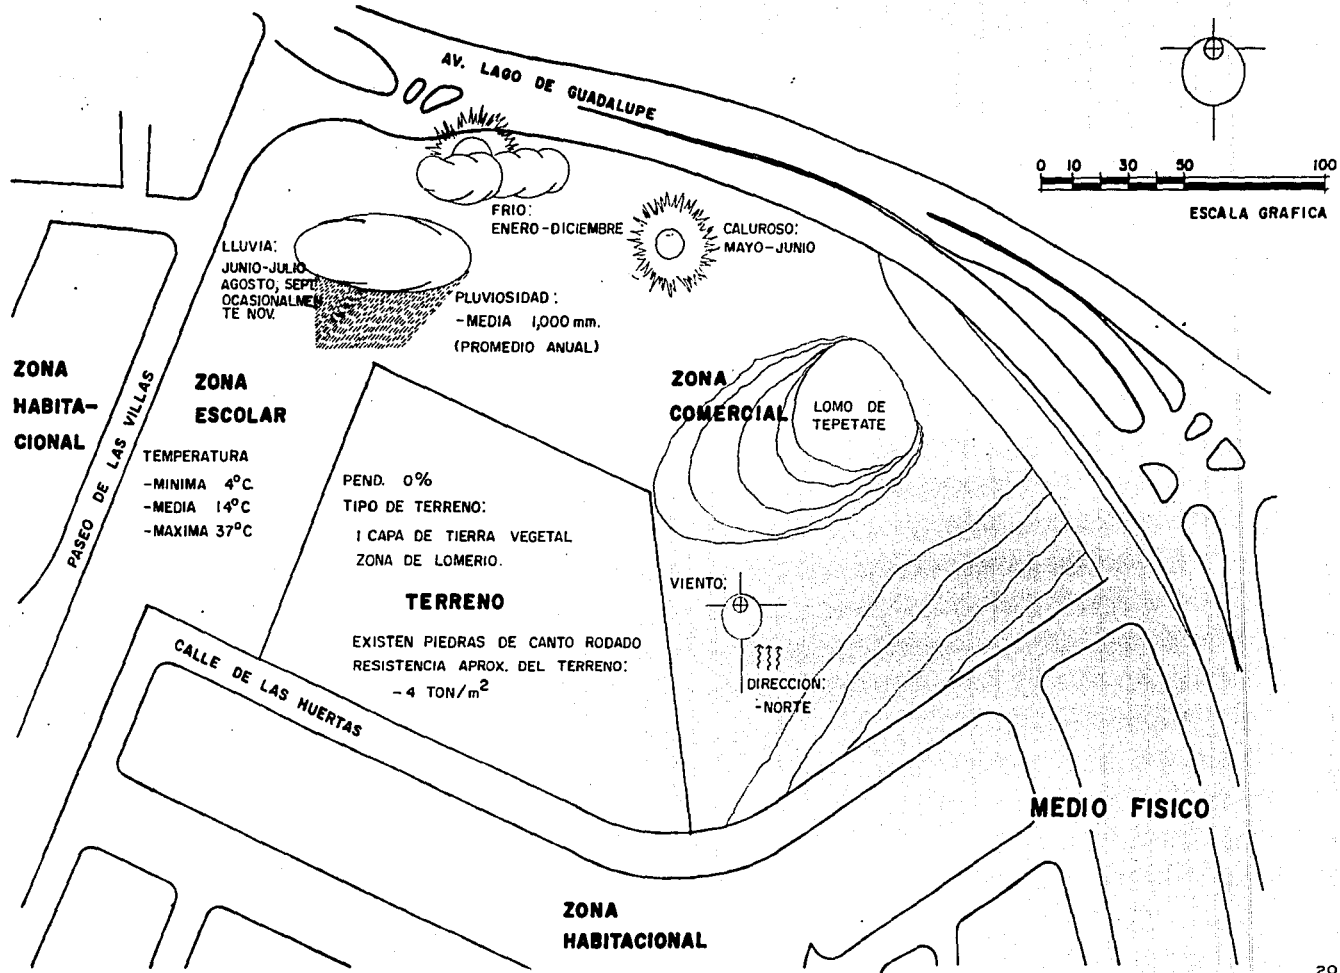 AV. LAGO DE GUADALUPE
0 10 30 50 100
ESCALA GRAFICA
FRIO:
ENERO-DICIEMBRE
CALUROSO:
MAYO-JUNIO
LLUVIA:
JUNIO-JULIO
AGOSTO, SEPT.
OCASIONALMEN
TE NOV.
PLUVIOSIDAD:
-MEDIA 1,000 mm.
(PROMEDIO ANUAL)
ZONA
HABITA-
CIONAL
PASEO DE LAS VILLAS
ZONA
ESCOLAR
TEMPERATURA
-MINIMA 4°C.
-MEDIA 14°C
-MAXIMA 37°C
ZONA
COMERCIAL
LOMO DE
TEPETATE
PEND. 0%
TIPO DE TERRENO:
1 CAPA DE TIERRA VEGETAL
ZONA DE LOMERIO.
TERRENO
EXISTEN PIEDRAS DE CANTO RODADO
RESISTENCIA APROX. DEL TERRENO:
-4 TON/m²
VIENTO:
DIRECCION:
-NORTE
CALLE DE LAS HUERTAS
MEDIO FISICO
ZONA
HABITACIONAL
20